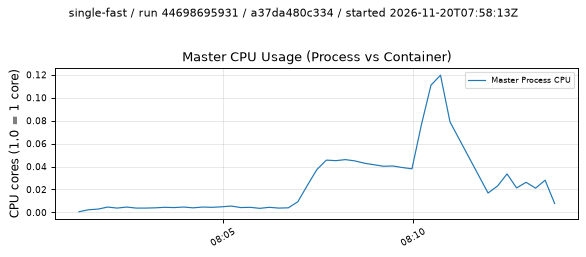 single-fast / run 44698695931 / a37da480c334 / started 2026-11-20T07:58:13Z
Master CPU Usage (Process vs Container)
Master Process CPU
CPU cores (1.0 = 1 core)
0.12
0.10
0.08
0.06
0.04
0.02
0.00
08:05
08:10